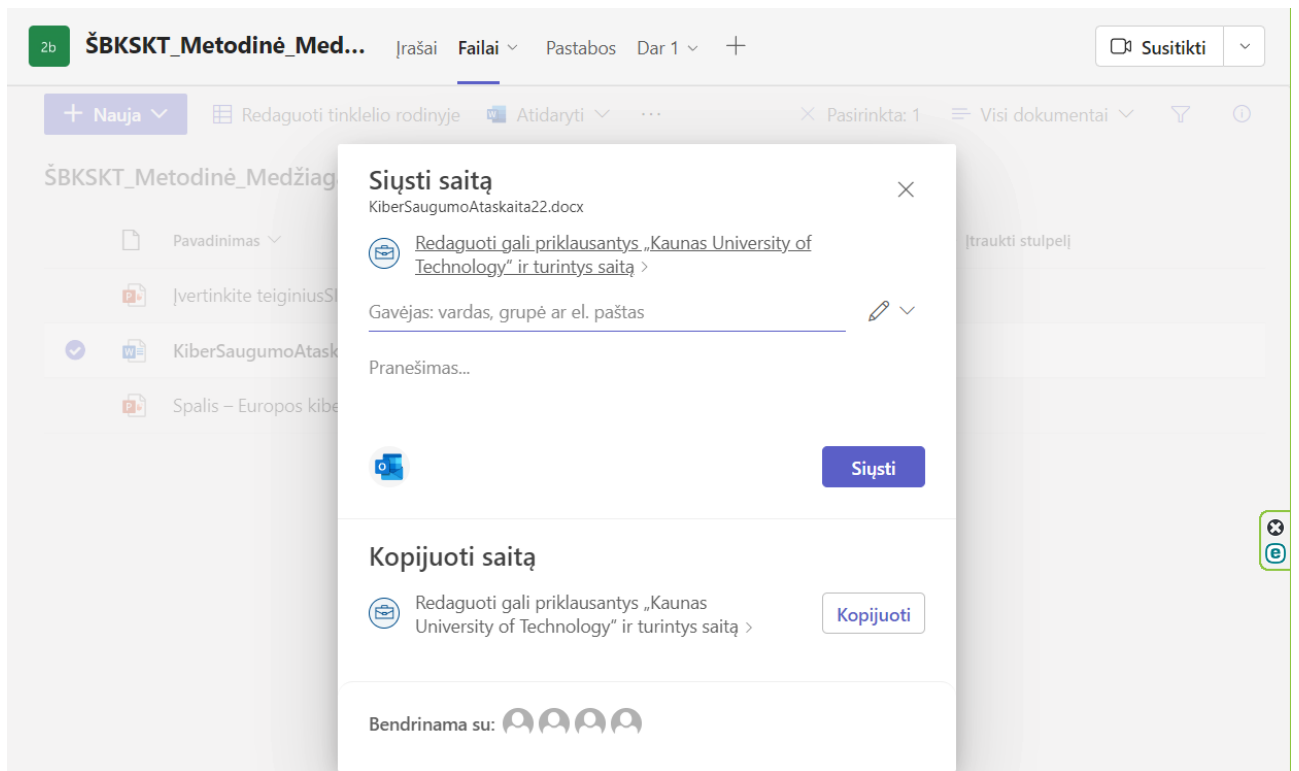 2b ŠBKSKT_Metodinė_Med... Įrašai Failai Pastabos Dar 1 Susitikti
Nauja Redaguoti tinklelio rodinyje Atidaryti ... Pasirinkta: 1 Visi dokumentai
ŠBKSKT_Metodinė_Medžiag
Siųsti saitą
KiberSaugumoAtaskaita22.docx
Pavadinimas
Įtraukti stulpelį
Redaguoti gali priklausantys „Kaunas University of
Technology“ ir turintys saitą >
Įvertinkite teiginiusSI
Gavėjas: vardas, grupė ar el. paštas
KiberSaugumoAtask
Pranešimas...
Spalis – Europos kibe
Siųsti
Kopijuoti saitą
Redaguoti gali priklausantys „Kaunas
University of Technology“ ir turintys saitą >
Kopijuoti
Bendrinama su: